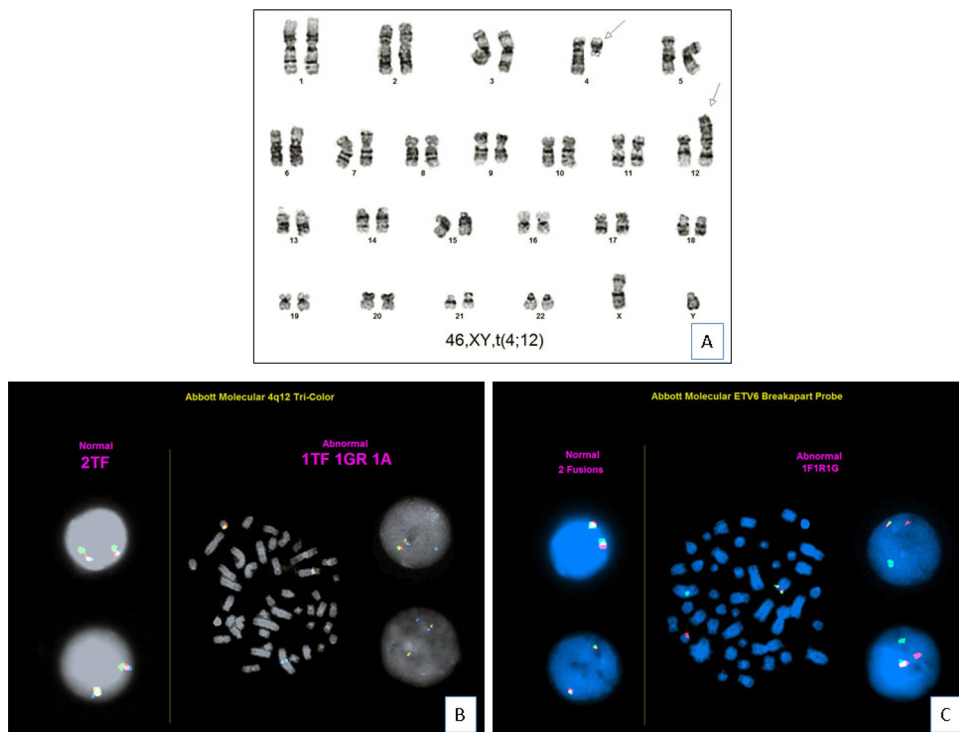 1 2 3 4 5
6 7 8 9 10 11 12
13 14 15 16 17 18
19 20 21 22 X Y
46,XY,t(4;12)
A
Abbott Molecular 4q12 Tri-Color
Normal
2TF
Abnormal
1TF 1GR 1A
B
Abbott Molecular ETV6 Breakapart Probe
Normal
2 Fusions
Abnormal
1F1R1G
C